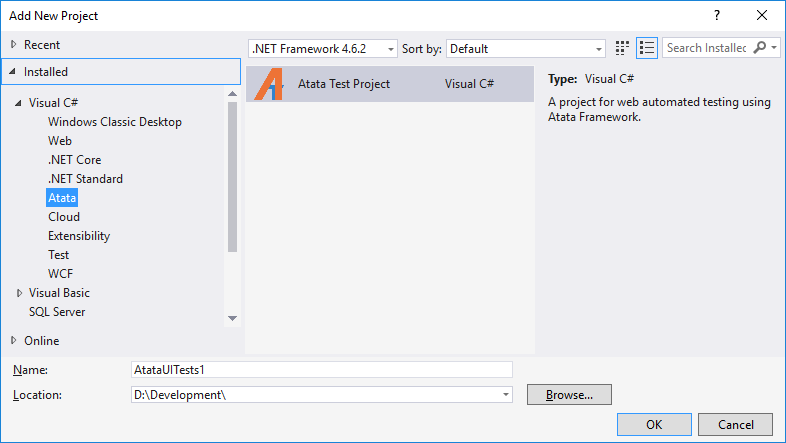 Add New Project
?
Recent
.NET Framework 4.6.2
Sort by:
Default
Search Installed
Installed
Visual C#
Windows Classic Desktop
Web
.NET Core
.NET Standard
Atata
Cloud
Extensibility
Test
WCF
Visual Basic
SQL Server
Online
Atata Test Project
Visual C#
Type: Visual C#
A project for web automated testing using
Atata Framework.
Name:
AtataUITests1
Location:
D:\Development\
Browse...
OK
Cancel